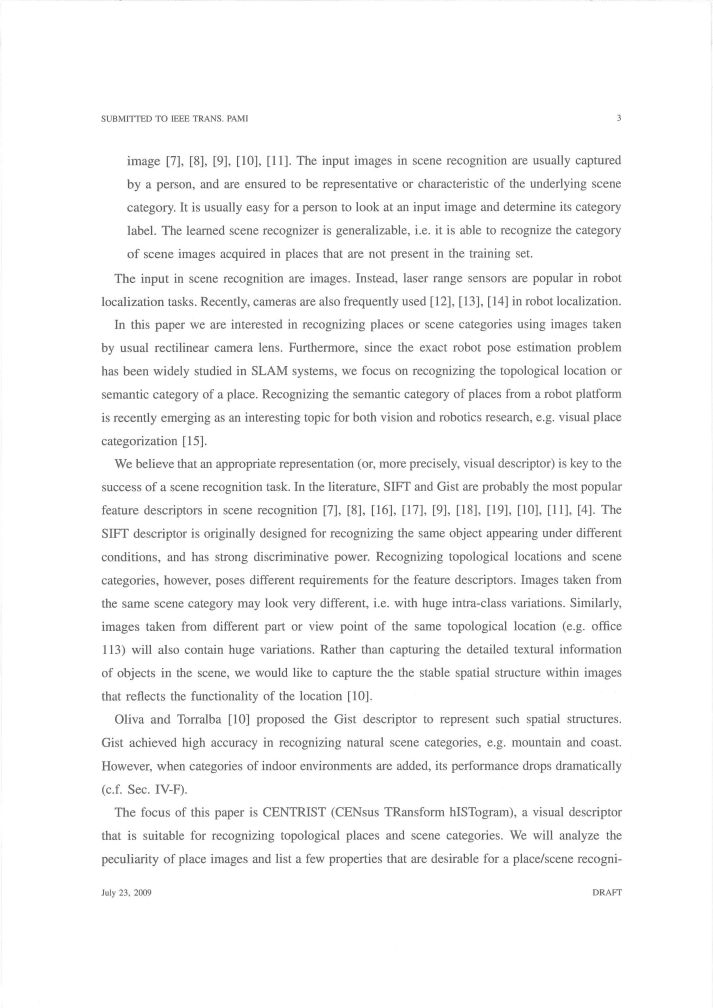 SUBMITTED TO IEEE TRANS. PAMI 3
image [7], [8], [9], [10], [11]. The input images in scene recognition are usually captured
by a person, and are ensured to be representative or characteristic of the underlying scene
category. It is usually easy for a person to look at an input image and determine its category
label. The learned scene recognizer is generalizable, i.e. it is able to recognize the category
of scene images acquired in places that are not present in the training set.
The input in scene recognition are images. Instead, laser range sensors are popular in robot
localization tasks. Recently, cameras are also frequently used [12], [13], [14] in robot localization.
In this paper we are interested in recognizing places or scene categories using images taken
by usual rectilinear camera lens. Furthermore, since the exact robot pose estimation problem
has been widely studied in SLAM systems, we focus on recognizing the topological location or
semantic category of a place. Recognizing the semantic category of places from a robot platform
is recently emerging as an interesting topic for both vision and robotics research, e.g. visual place
categorization [15].
We believe that an appropriate representation (or, more precisely, visual descriptor) is key to the
success of a scene recognition task. In the literature, SIFT and Gist are probably the most popular
feature descriptors in scene recognition [7], [8], [16], [17], [9], [18], [19], [10], [11], [4]. The
SIFT descriptor is originally designed for recognizing the same object appearing under different
conditions, and has strong discriminative power. Recognizing topological locations and scene
categories, however, poses different requirements for the feature descriptors. Images taken from
the same scene category may look very different, i.e. with huge intra-class variations. Similarly,
images taken from different part or view point of the same topological location (e.g. office
113) will also contain huge variations. Rather than capturing the detailed textural information
of objects in the scene, we would like to capture the the stable spatial structure within images
that reflects the functionality of the location [10].
Oliva and Torralba [10] proposed the Gist descriptor to represent such spatial structures.
Gist achieved high accuracy in recognizing natural scene categories, e.g. mountain and coast.
However, when categories of indoor environments are added, its performance drops dramatically
(c.f. Sec. IV-F).
The focus of this paper is CENTRIST (CENsus TRansform hISTogram), a visual descriptor
that is suitable for recognizing topological places and scene categories. We will analyze the
peculiarity of place images and list a few properties that are desirable for a place/scene recogni-
July 23, 2009 DRAFT